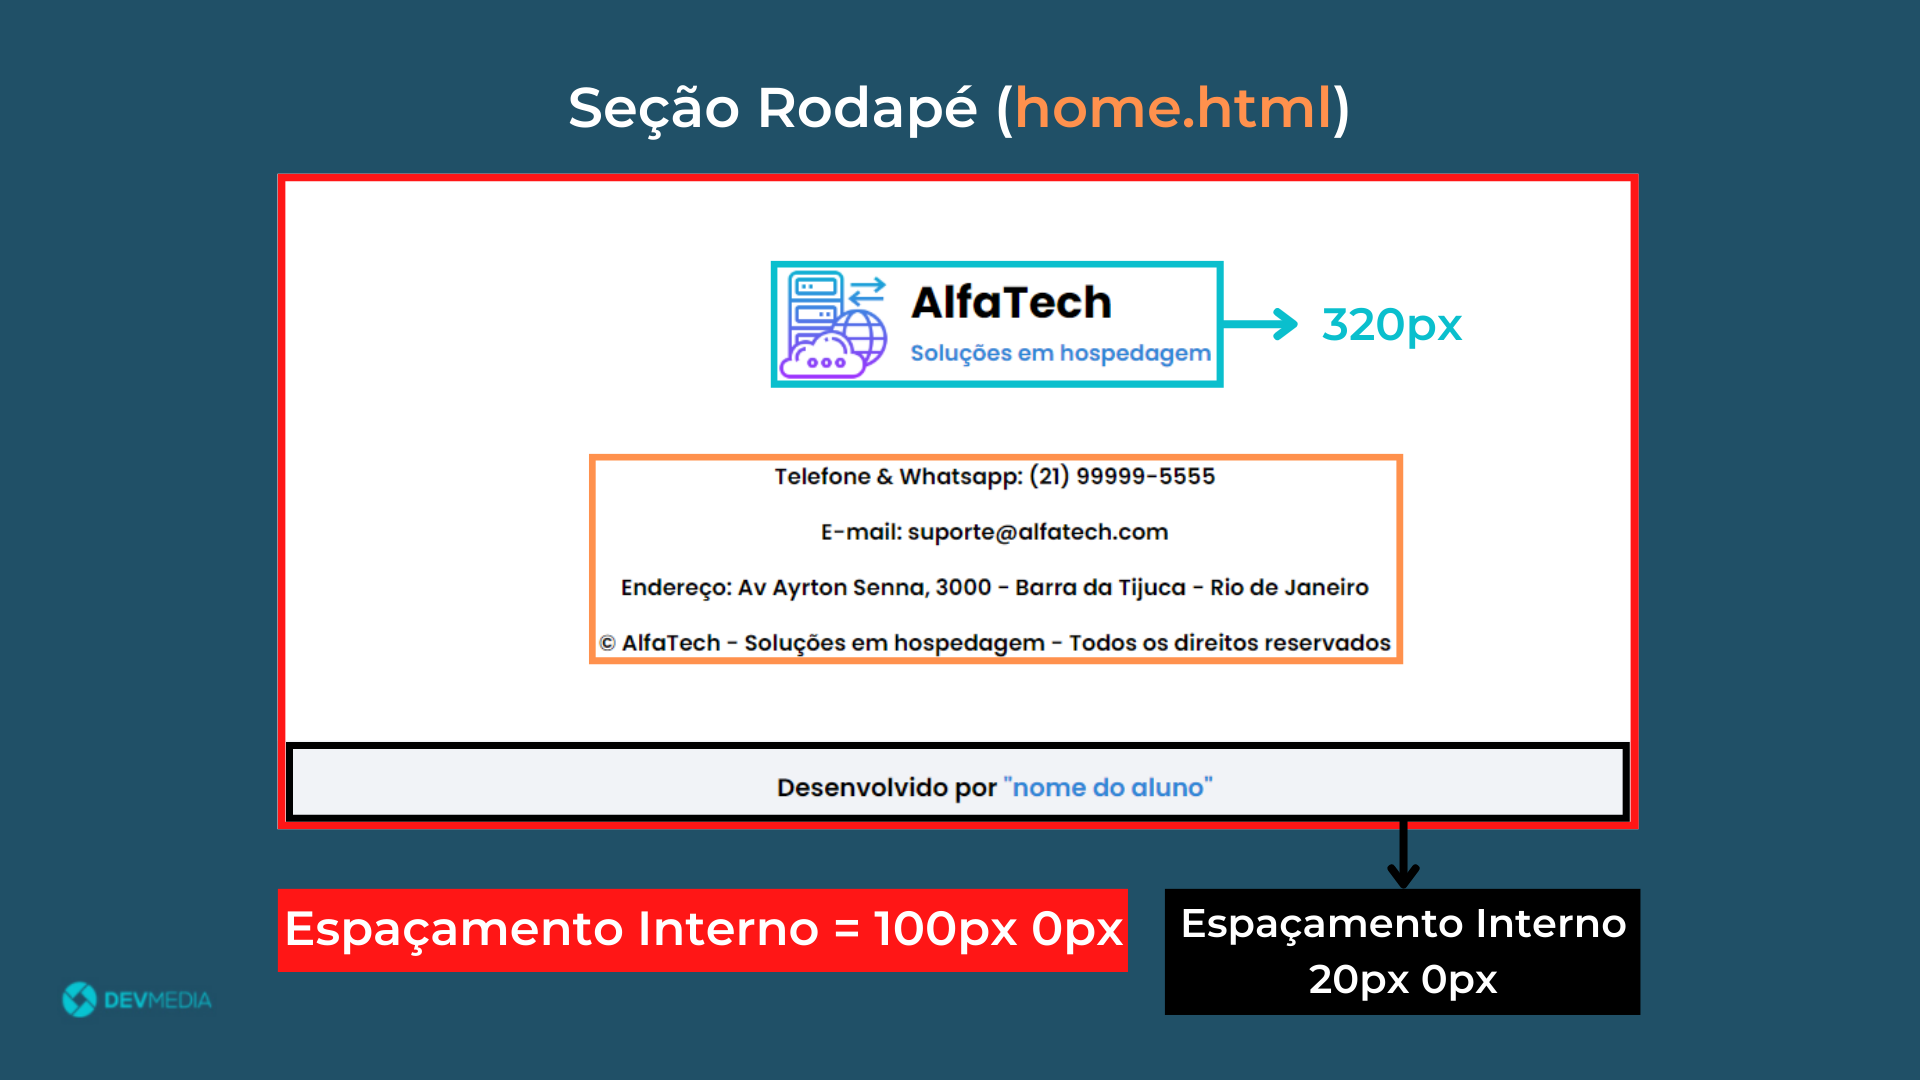 Seção Rodapé (home.html)
AlfaTech
Soluções em hospedagem
320px
Telefone & Whatsapp: (21) 99999-5555
E-mail: suporte@alfatech.com
Endereço: Av Ayrton Senna, 3000 - Barra da Tijuca - Rio de Janeiro
© AlfaTech - Soluções em hospedagem - Todos os direitos reservados
Desenvolvido por "nome do aluno"
Espaçamento Interno = 100px 0px
Espaçamento Interno
20px 0px
DEVMEDIA